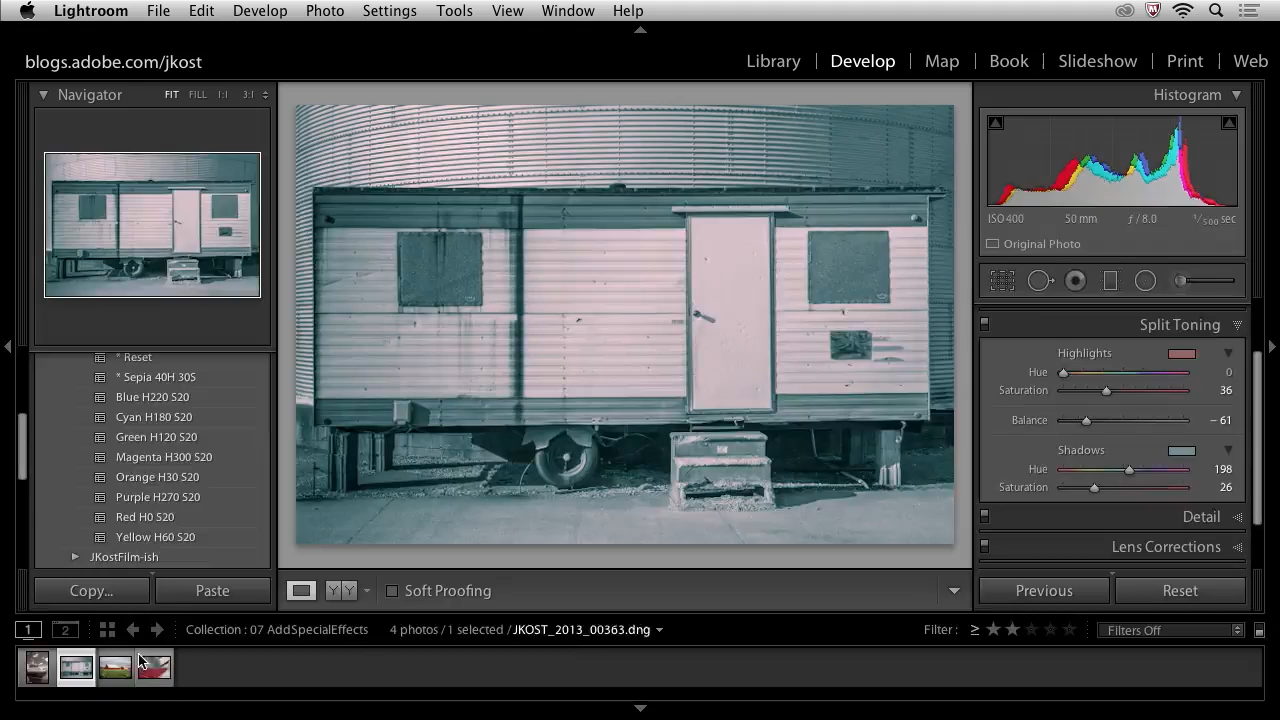 Lightroom File Edit Develop Photo Settings Tools View Window Help
blogs.adobe.com/jkost
Library Develop Map Book Slideshow Print Web
Navigator FIT FILL 1:1 3:1
Histogram
ISO 400 50 mm ƒ / 8.0 1/500 sec
Original Photo
Split Toning
Highlights
Hue 0
Saturation 36
Balance – 61
Shadows
Hue 198
Saturation 26
Detail
Lens Corrections
* Reset
* Sepia 40H 30S
Blue H220 S20
Cyan H180 S20
Green H120 S20
Magenta H300 S20
Orange H30 S20
Purple H270 S20
Red H0 S20
Yellow H60 S20
JKostFilm-ish
Copy... Paste
Y Y Soft Proofing
Previous Reset
1 2 Collection : 07 AddSpecialEffects 4 photos / 1 selected / JKOST_2013_00363.dng Filter : ≥ Filters Off